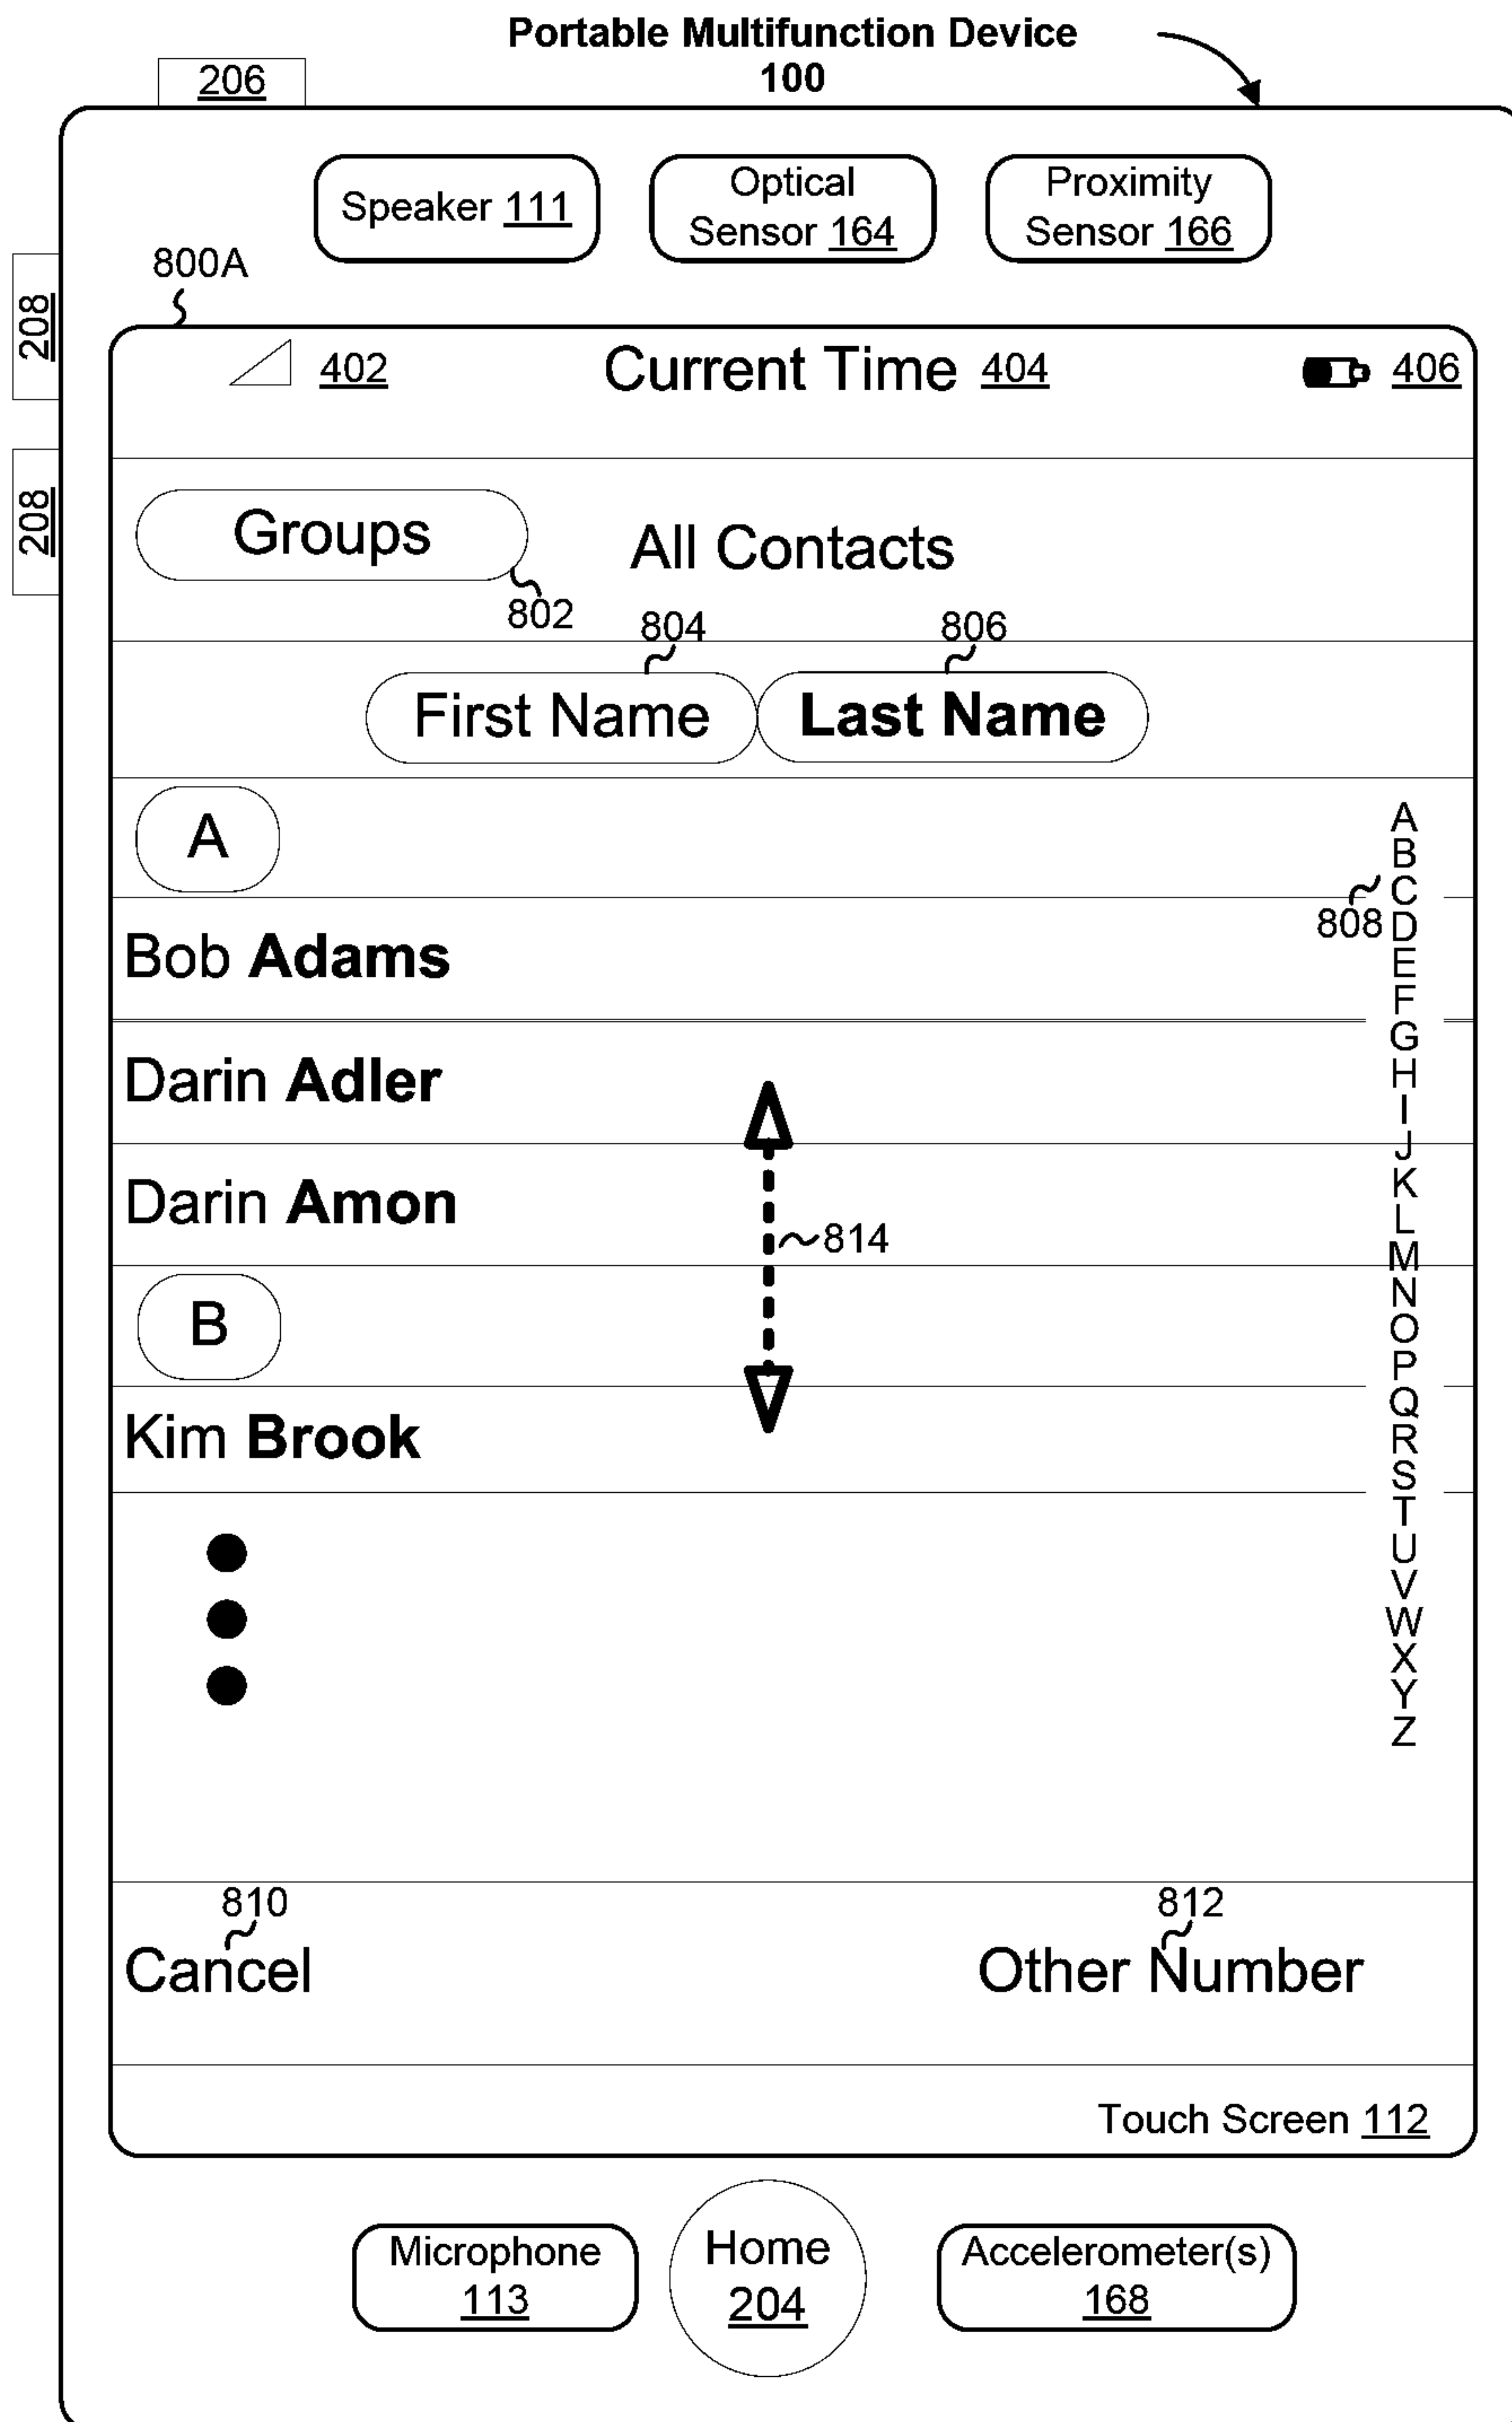 Portable Multifunction Device
100
206
Speaker 111
Optical
Sensor 164
Proximity
Sensor 166
208
208
800A
402
Current Time 404
406
Groups
All Contacts
802
804
806
First Name
Last Name
A
Bob Adams
Darin Adler
Darin Amon
814
B
Kim Brook
808
A
B
C
D
E
F
G
H
I
J
K
L
M
N
O
P
Q
R
S
T
U
V
W
X
Y
Z
810
812
Cancel
Other Number
Touch Screen 112
Microphone
113
Home
204
Accelerometer(s)
168